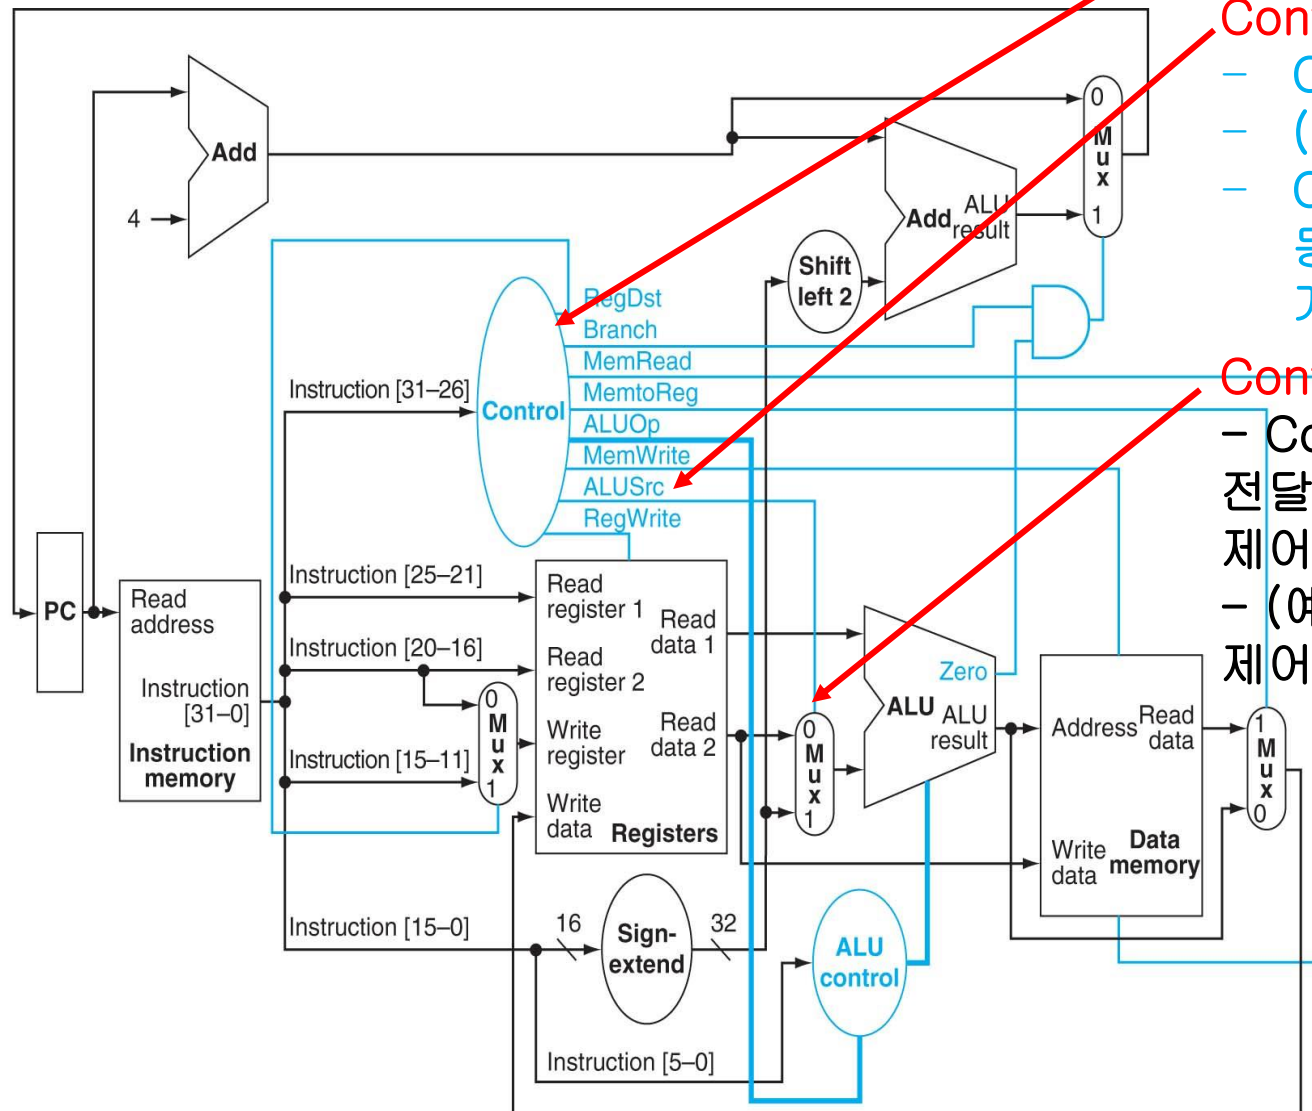 Con
- (
Add
4
0
M
u
x
1
Add
ALU
result
Shift
left 2
RegDst
Branch
MemRead
MemtoReg
ALUOp
MemWrite
ALUSrc
RegWrite
Control
Instruction [31–26]
Con
- Co
전달
제어
- (예
제어
PC
Read
address
Instruction
[31–0]
Instruction
memory
Instruction [25–21]
Instruction [20–16]
Instruction [15–11]
0
M
u
x
1
Read
register 1
Read
register 2
Write
register
Write
data
Read
data 1
Read
data 2
Registers
0
M
u
x
1
Zero
ALU
ALU
result
Address
Read
data
Write
data
Data
memory
1
M
u
x
0
Instruction [15–0]
16
Sign-
extend
32
ALU
control
Instruction [5–0]